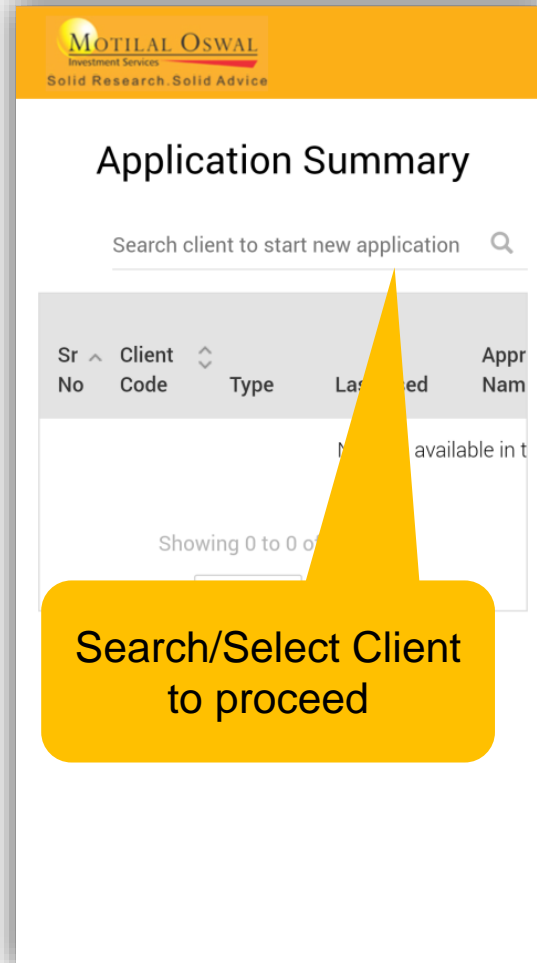 MOTILAL OSWAL
Investment Services
Solid Research.Solid Advice
Application Summary
Search client to start new application
Sr Client Appr
No Code Type Nam
available in t
Showing 0 to 0
Search/Select Client
to proceed